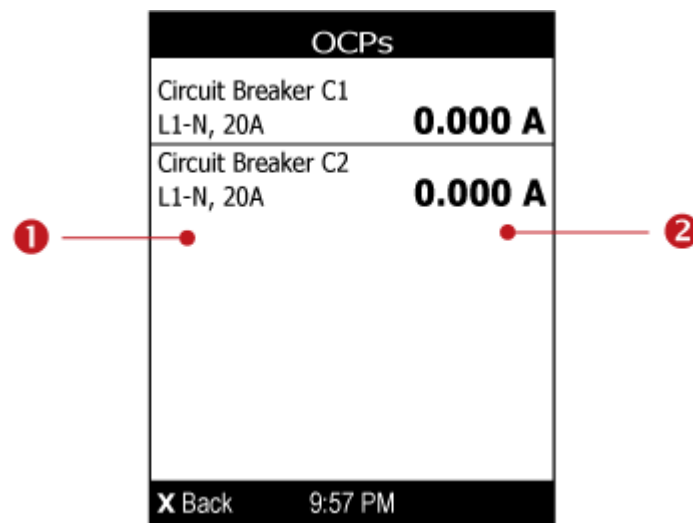 OCPs
Circuit Breaker C1
L1-N, 20A 0.000 A
Circuit Breaker C2
L1-N, 20A 0.000 A
1
2
X Back 9:57 PM